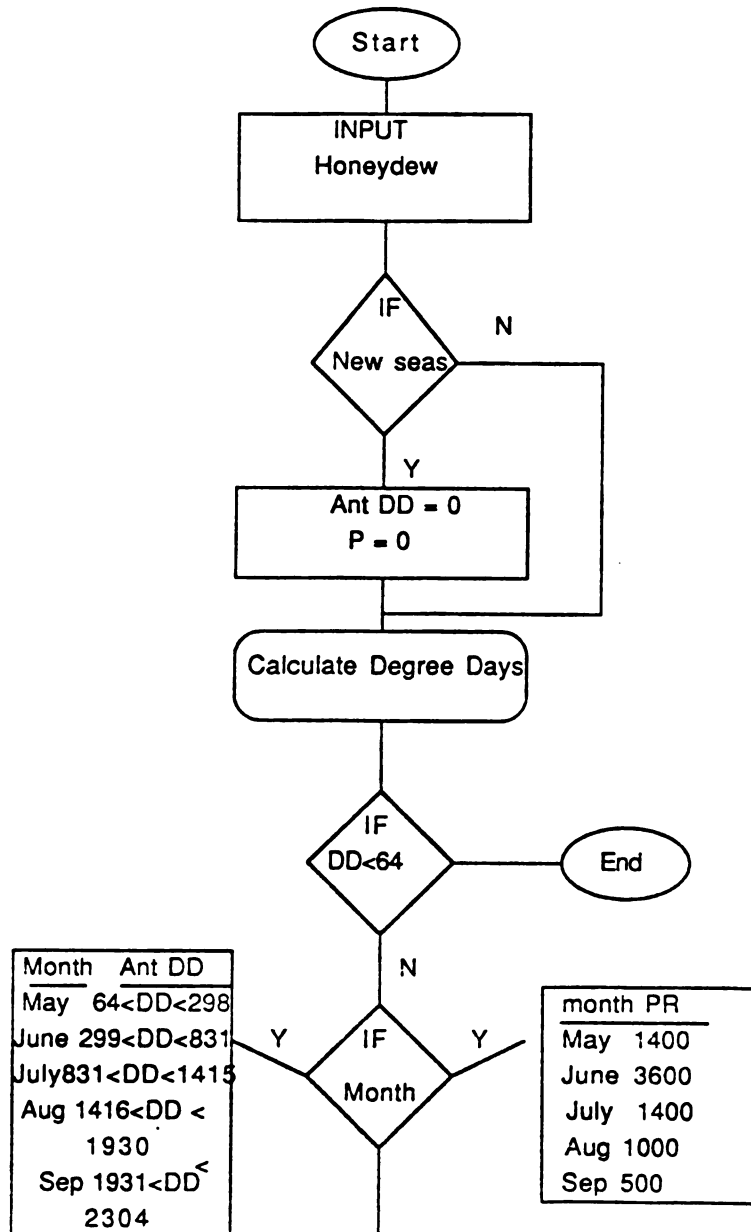 Start
INPUT
Honeydew
IF
New seas
N
Y
Ant DD = 0
P = 0
Calculate Degree Days
IF
DD<64
End
N
Month Ant DD
May 64<DD<298
June 299<DD<831
July831<DD<1415
Aug 1416<DD <
1930
Sep 1931<DD <
2304
Y
IF
Month
Y
month PR
May 1400
June 3600
July 1400
Aug 1000
Sep 500